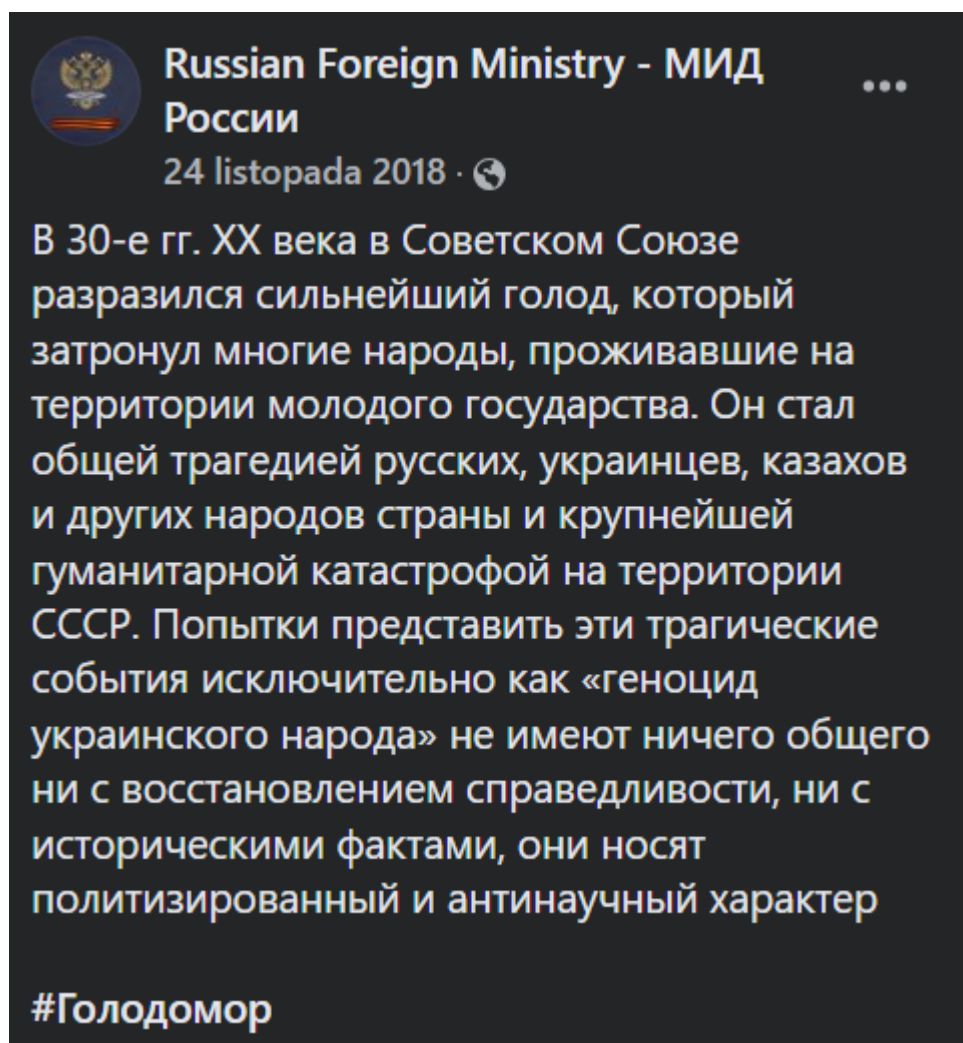 Russian Foreign Ministry - МИД
России
24 listopada 2018 ·
В 30-е гг. XX века в Советском Союзе
разразился сильнейший голод, который
затронул многие народы, проживавшие на
территории молодого государства. Он стал
общей трагедией русских, украинцев, казахов
и других народов страны и крупнейшей
гуманитарной катастрофой на территории
СССР. Попытки представить эти трагические
события исключительно как «геноцид
украинского народа» не имеют ничего общего
ни с восстановлением справедливости, ни с
историческими фактами, они носят
политизированный и антинаучный характер
#Голодомор